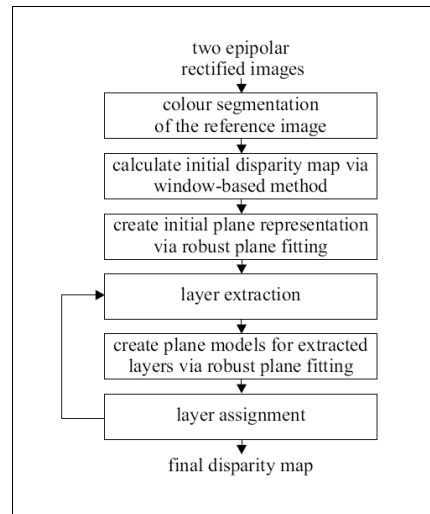 two epipolar
rectified images
colour segmentation
of the reference image
calculate initial disparity map via
window-based method
create initial plane representation
via robust plane fitting
layer extraction
create plane models for extracted
layers via robust plane fitting
layer assignment
final disparity map